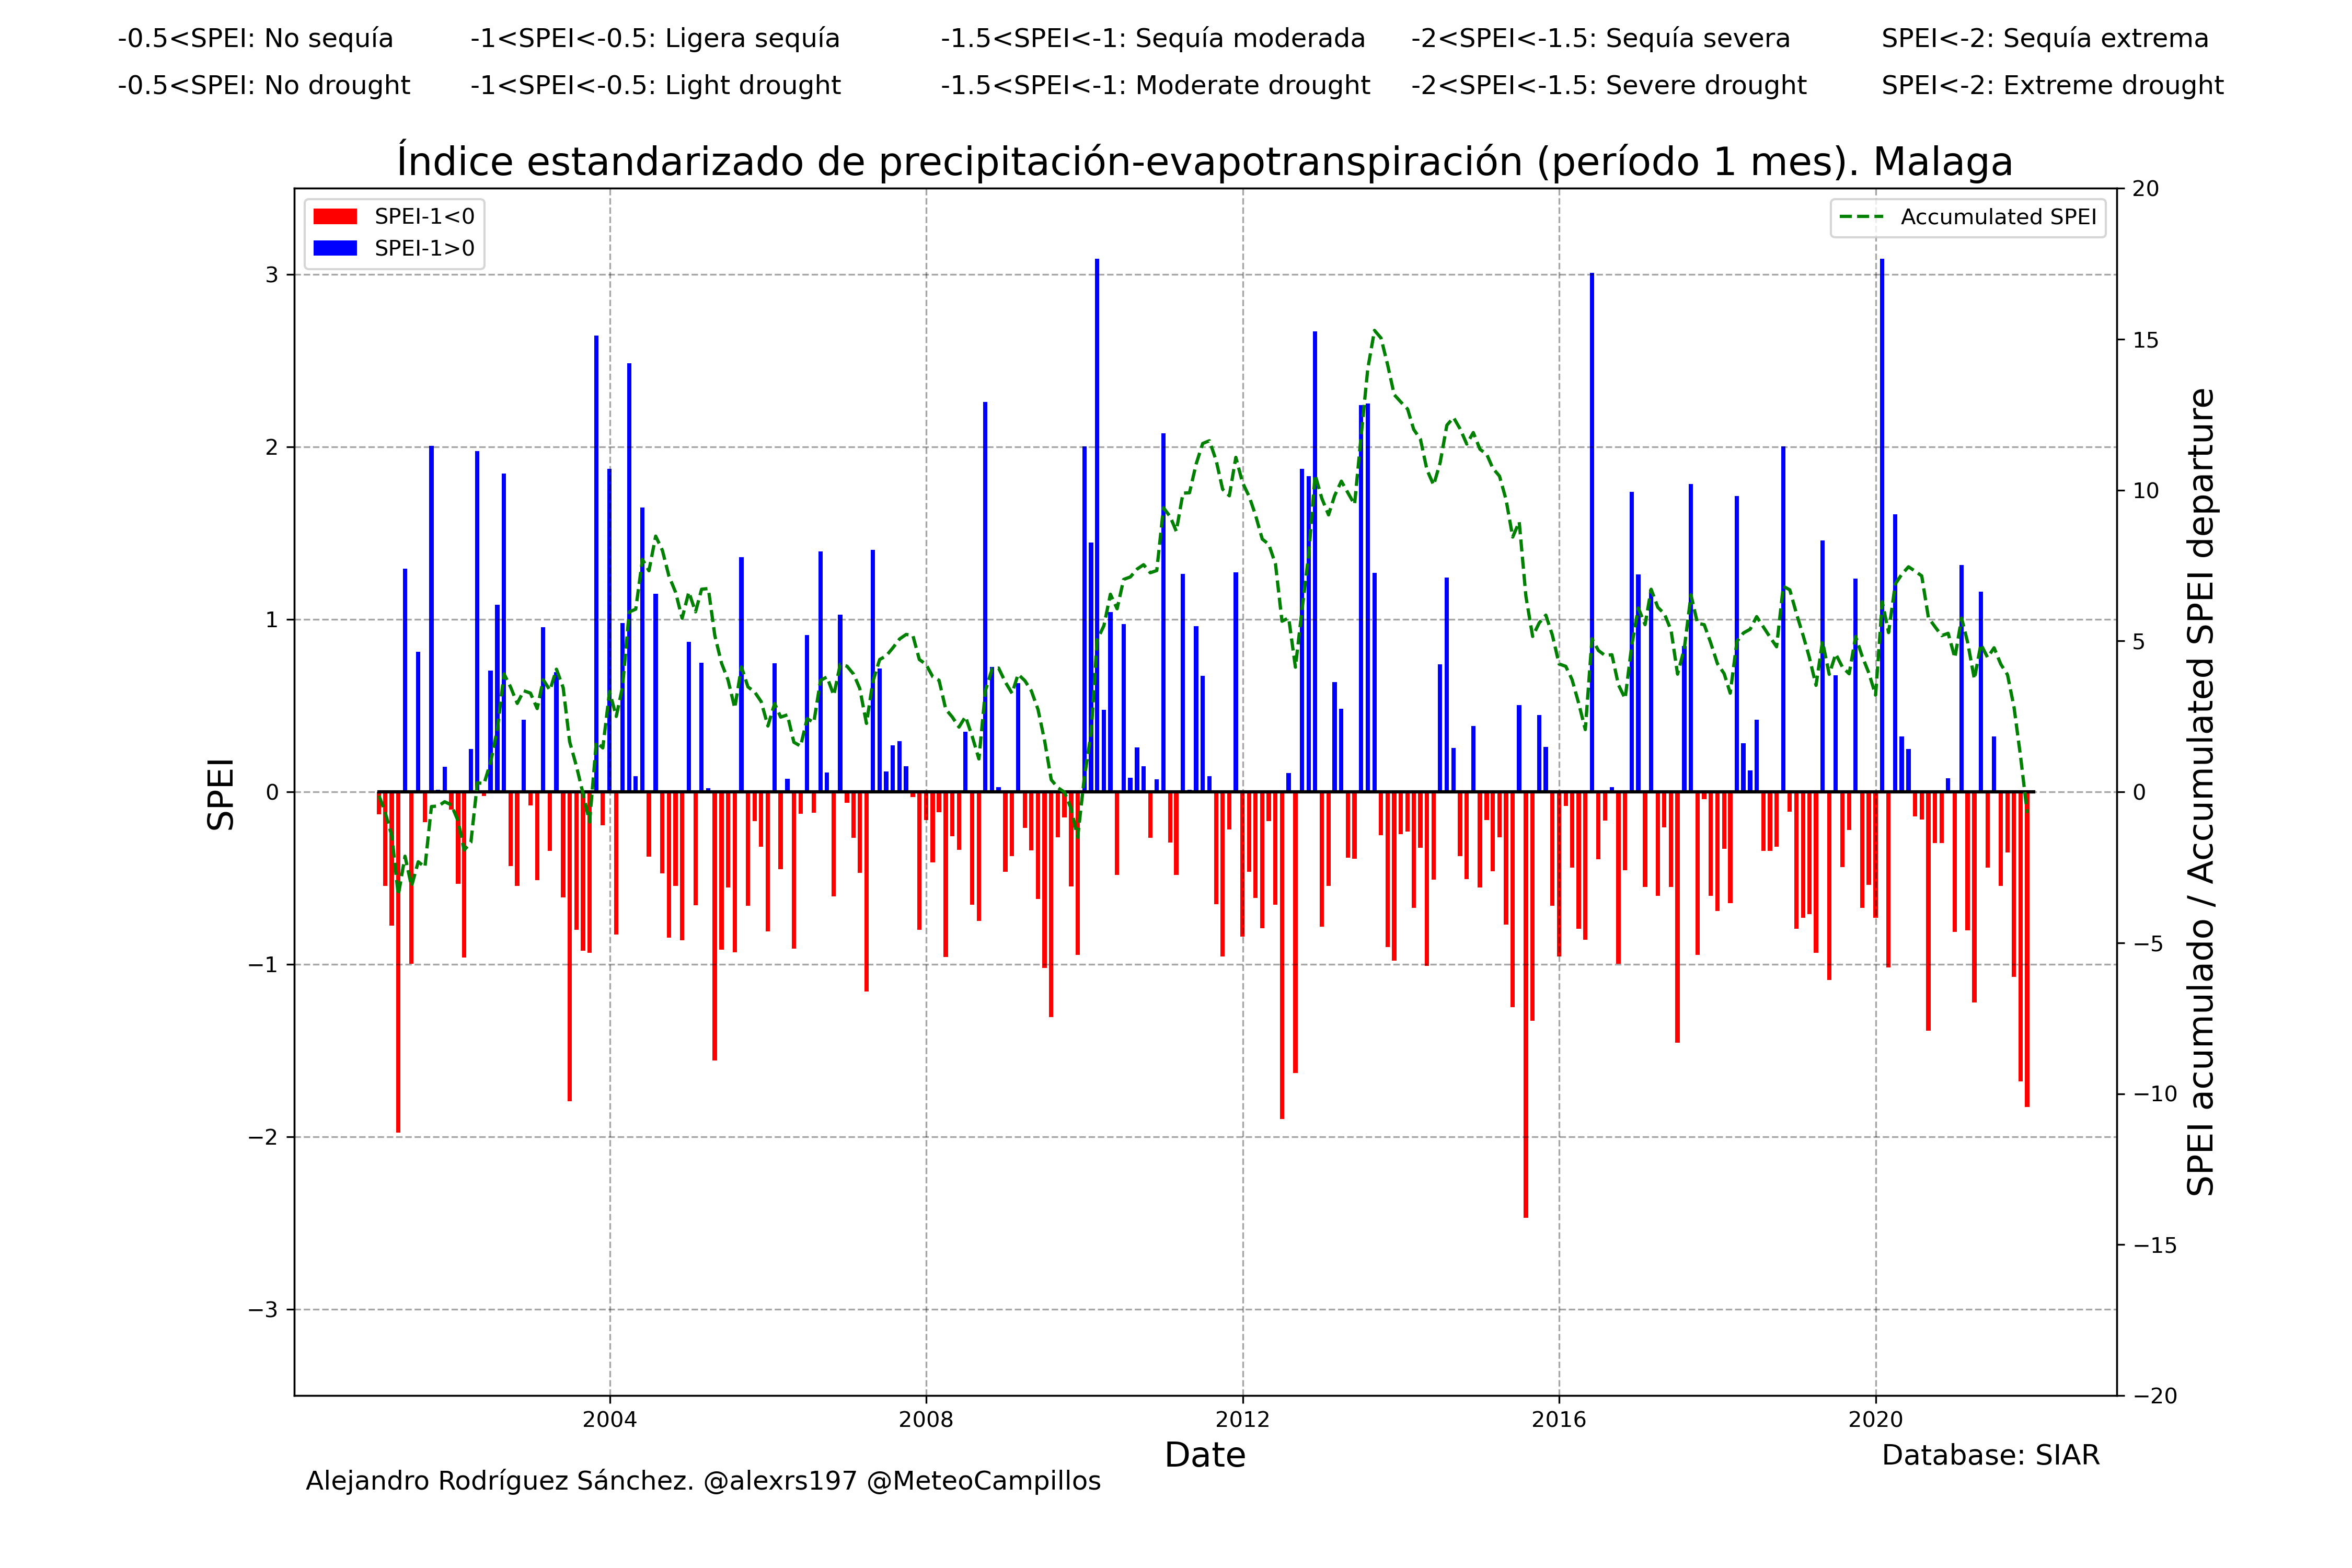 -0.5<SPEI: No sequía -1<SPEI<-0.5: Ligera sequía -1.5<SPEI<-1: Sequía moderada -2<SPEI<-1.5: Sequía severa SPEI<-2: Sequía extrema
-0.5<SPEI: No drought -1<SPEI<-0.5: Light drought -1.5<SPEI<-1: Moderate drought -2<SPEI<-1.5: Severe drought SPEI<-2: Extreme drought
Índice estandarizado de precipitación-evapotranspiración (período 1 mes). Malaga
SPEI-1<0
SPEI-1>0
Accumulated SPEI
SPEI
3
2
1
0
−1
−2
−3
20
15
10
5
0
−5
−10
−15
−20
SPEI acumulado / Accumulated SPEI departure
2004 2008 2012 2016 2020
Date
Database: SIAR
Alejandro Rodríguez Sánchez. @alexrs197 @MeteoCampillos